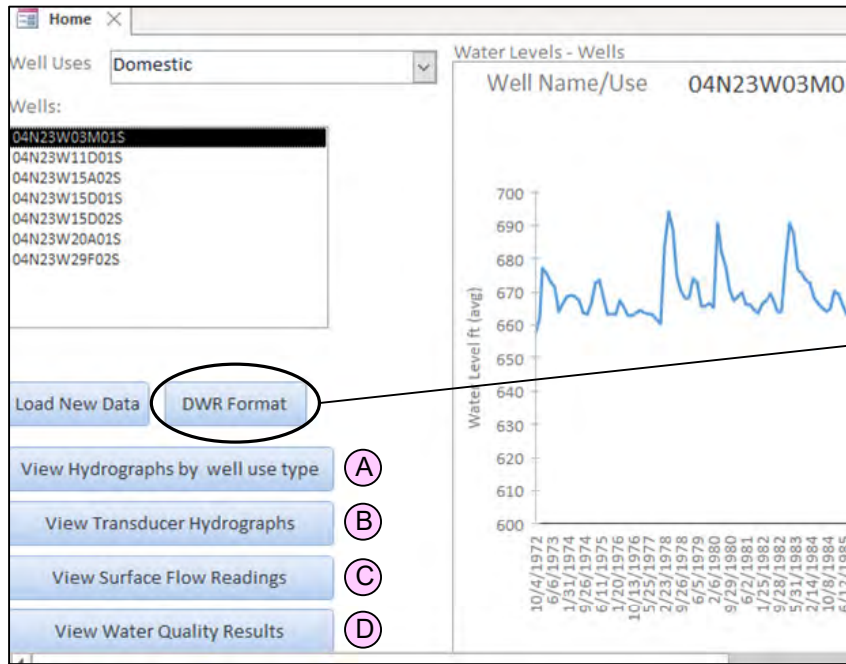 Home
Well Uses Domestic
Wells:
04N23W03M01S
04N23W11D01S
04N23W15A02S
04N23W15D01S
04N23W15D02S
04N23W20A01S
04N23W29F02S
Load New Data
DWR Format
View Hydrographs by well use type A
View Transducer Hydrographs B
View Surface Flow Readings C
View Water Quality Results D
Water Levels - Wells
Well Name/Use 04N23W03M0
Water Level ft (avg)
700
690
680
670
660
650
640
630
620
610
600
10/4/1972
6/6/1973
1/31/1974
9/26/1974
6/11/1975
1/20/1976
10/13/1976
5/25/1977
2/23/1978
9/26/1978
6/5/1979
2/6/1980
9/29/1980
6/2/1981
1/25/1982
9/28/1982
5/31/1983
2/14/1984
10/8/1984
6/12/1985